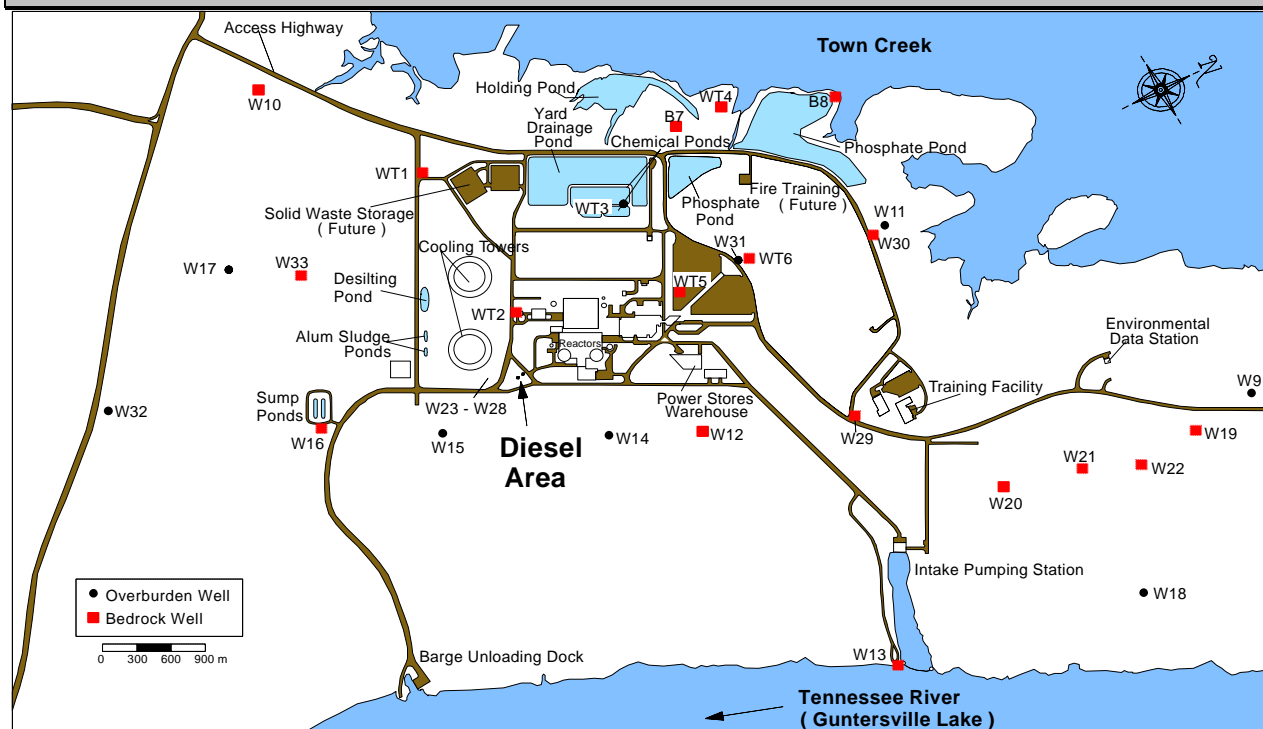 Access Highway
Town Creek
N
W10
Holding Pond
WT4
B8
B7
Yard
Drainage
Pond
Chemical Ponds
Phosphate Pond
WT1
WT3
Solid Waste Storage
( Future )
Phosphate
Pond
Fire Training
( Future )
W11
W30
W31
WT6
Cooling Towers
W17
W33
WT5
Desilting
Pond
WT2
Alum Sludge
Ponds
Reactors
Environmental
Data Station
Training Facility
W9
Sump
Ponds
W23 - W28
Power Stores
Warehouse
W32
W16
W15
Diesel
Area
W14
W12
W29
W19
W21
W22
W20
Intake Pumping Station
W18
Overburden Well
Bedrock Well
0 300 600 900 m
Barge Unloading Dock
W13
Tennessee River
( Guntersville Lake )